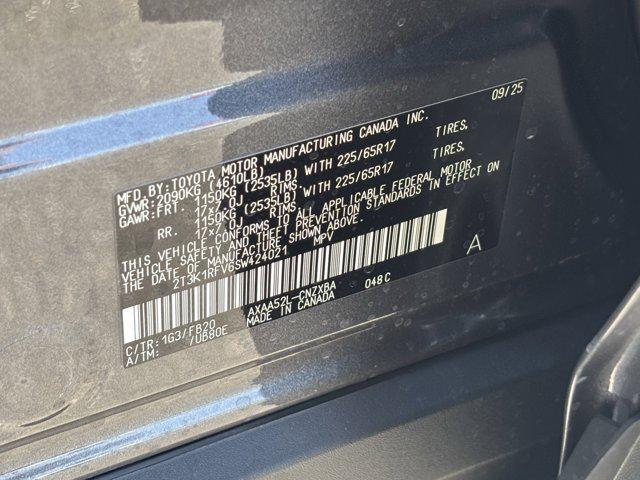 MFD.BY:TOYOTA MOTOR MANUFACTURING CANADA INC. 09/25
GVWR:2090KG (4610LB)
GAWR:FRT. 1150KG (2535LB) WITH 225/65R17 TIRES,
17x7.0J RIMS,
RR. 1150KG (2535LB) WITH 225/65R17 TIRES,
17x7.0J RIMS
THIS VEHICLE CONFORMS TO ALL APPLICABLE FEDERAL MOTOR
VEHICLE SAFETY AND THEFT PREVENTION STANDARDS IN
EFFECT ON THE DATE OF MANUFACTURE SHOWN ABOVE.
2T3K1RFV6SW424021 MPV
A
C/TR: 1G3/FB20 AXAA52L-CNZXBA 048C
A/TM: /UB80E MADE IN CANADA